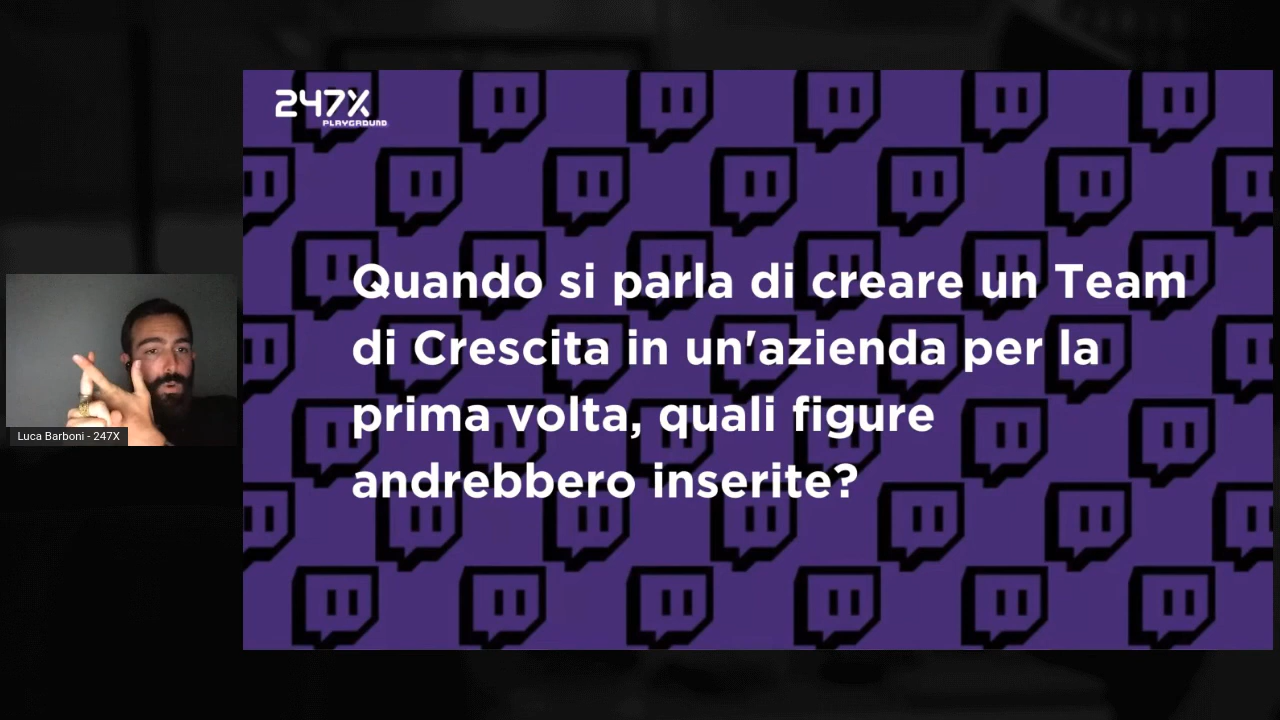 247X
PLAYGROUND
Quando si parla di creare un Team
di Crescita in un'azienda per la
prima volta, quali figure
andrebbero inserite?
Luca Barboni - 247X